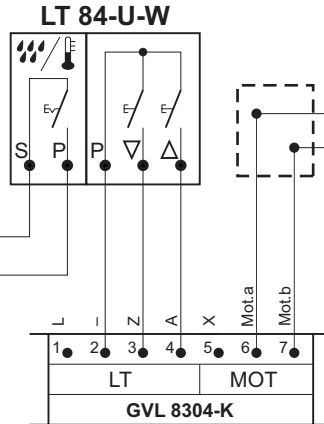 LT 84-U-W
E E
S P P ▽ △
L I Z A X Mot.a Mot.b
1 2 3 4 5 6 7
LT MOT
GVL 8304-K